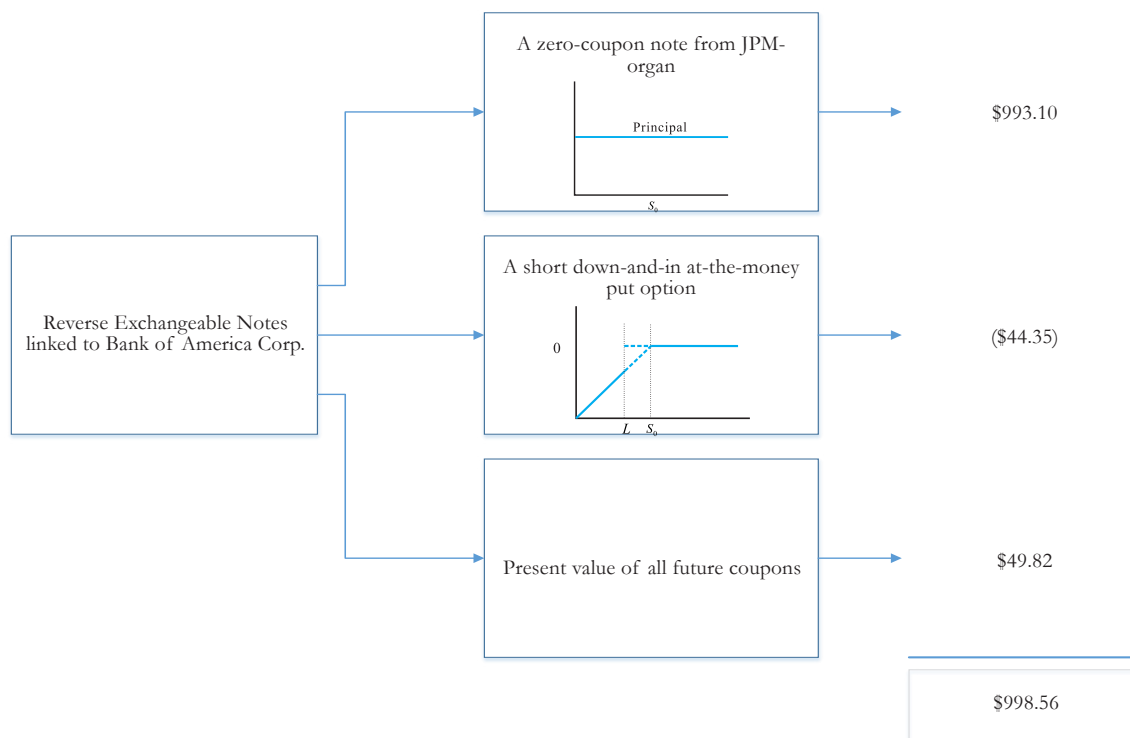 A zero-coupon note from JPM-
organ
Principal
S₀
$993.10
Reverse Exchangeable Notes
linked to Bank of America Corp.
A short down-and-in at-the-money
put option
0
L S₀
($44.35)
Present value of all future coupons
$49.82
$998.56